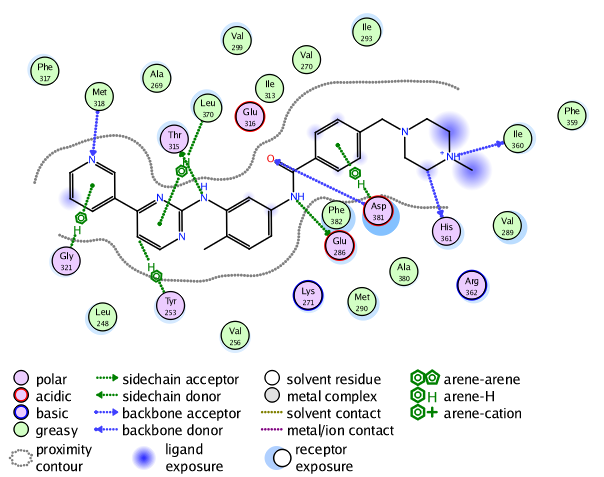 Ile
293
Val
299
Val
270
Phe
317
Ala
269
Ile
313
Met
318
Leu
370
Glu
316
Phe
359
Thr
315
Ile
360
H
N
N
NH
+
O
H
H
N
N
N
H
NH
Asp
381
Phe
382
His
361
Val
289
H
Glu
286
Gly
321
H
Ala
380
Arg
362
Lys
271
Met
290
Tyr
253
Leu
248
Val
256
polar
sidechain acceptor
solvent residue
arene-arene
acidic
sidechain donor
metal complex
H arene-H
basic
backbone acceptor
solvent contact
+ arene-cation
greasy
backbone donor
metal/ion contact
proximity
contour
ligand
exposure
receptor
exposure